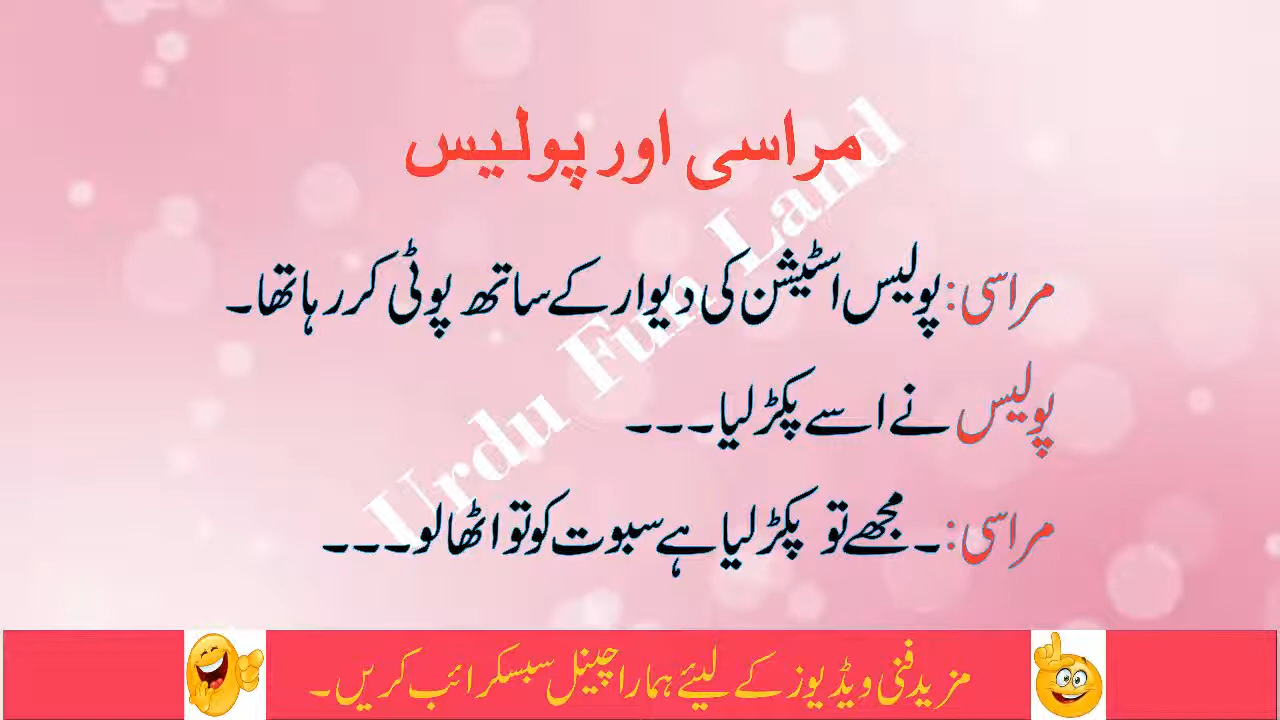 مراسی اور پولیس
مراسی: پولیس اسٹیشن کی دیوار کے ساتھ پوٹی کر رہا تھا۔
پولیس نے اسے پکڑ لیا۔۔۔
مراسی: ۔ مجھے تو پکڑ لیا ہے سبوت کو تو اٹھا لو۔۔۔
Urdu Fun Land
مزید فنی ویڈیوز کے لیئے ہمارا چینل سبسکرائب کریں۔